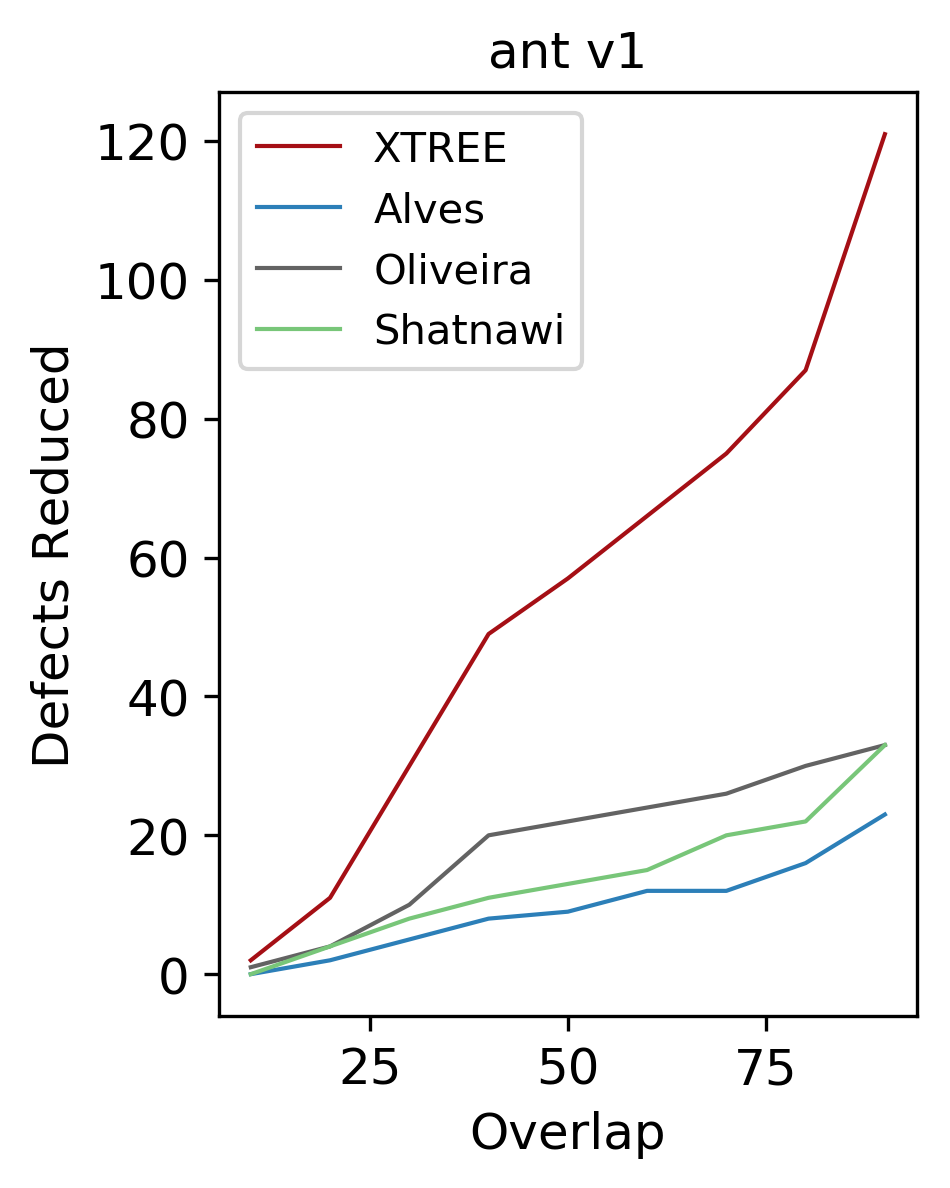 ant v1
XTREE
Alves
Oliveira
Shatnawi
120
100
80
60
40
20
0
Defects Reduced
25 50 75
Overlap